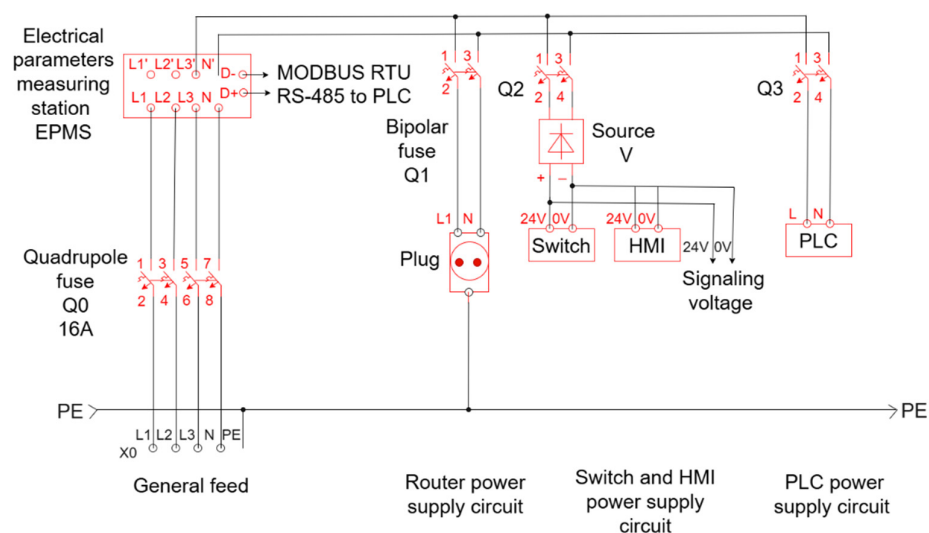 Electrical
parameters
measuring
station
EPMS
L1' L2' L3' N'
D-
D+
L1 L2 L3 N
MODBUS RTU
RS-485 to PLC
1 3
2
Bipolar
fuse
Q1
Q2
1 3
2 4
Source
V
+ –
Q3
1 3
2 4
L1 N
Plug
24V 0V
Switch
24V 0V
HMI
24V 0V
Signaling
voltage
L N
PLC
Quadrupole
fuse
Q0
16A
1 3 5 7
2 4 6 8
PE
PE
L1 L2 L3 N PE
X0
General feed
Router power
supply circuit
Switch and HMI
power supply
circuit
PLC power
supply circuit